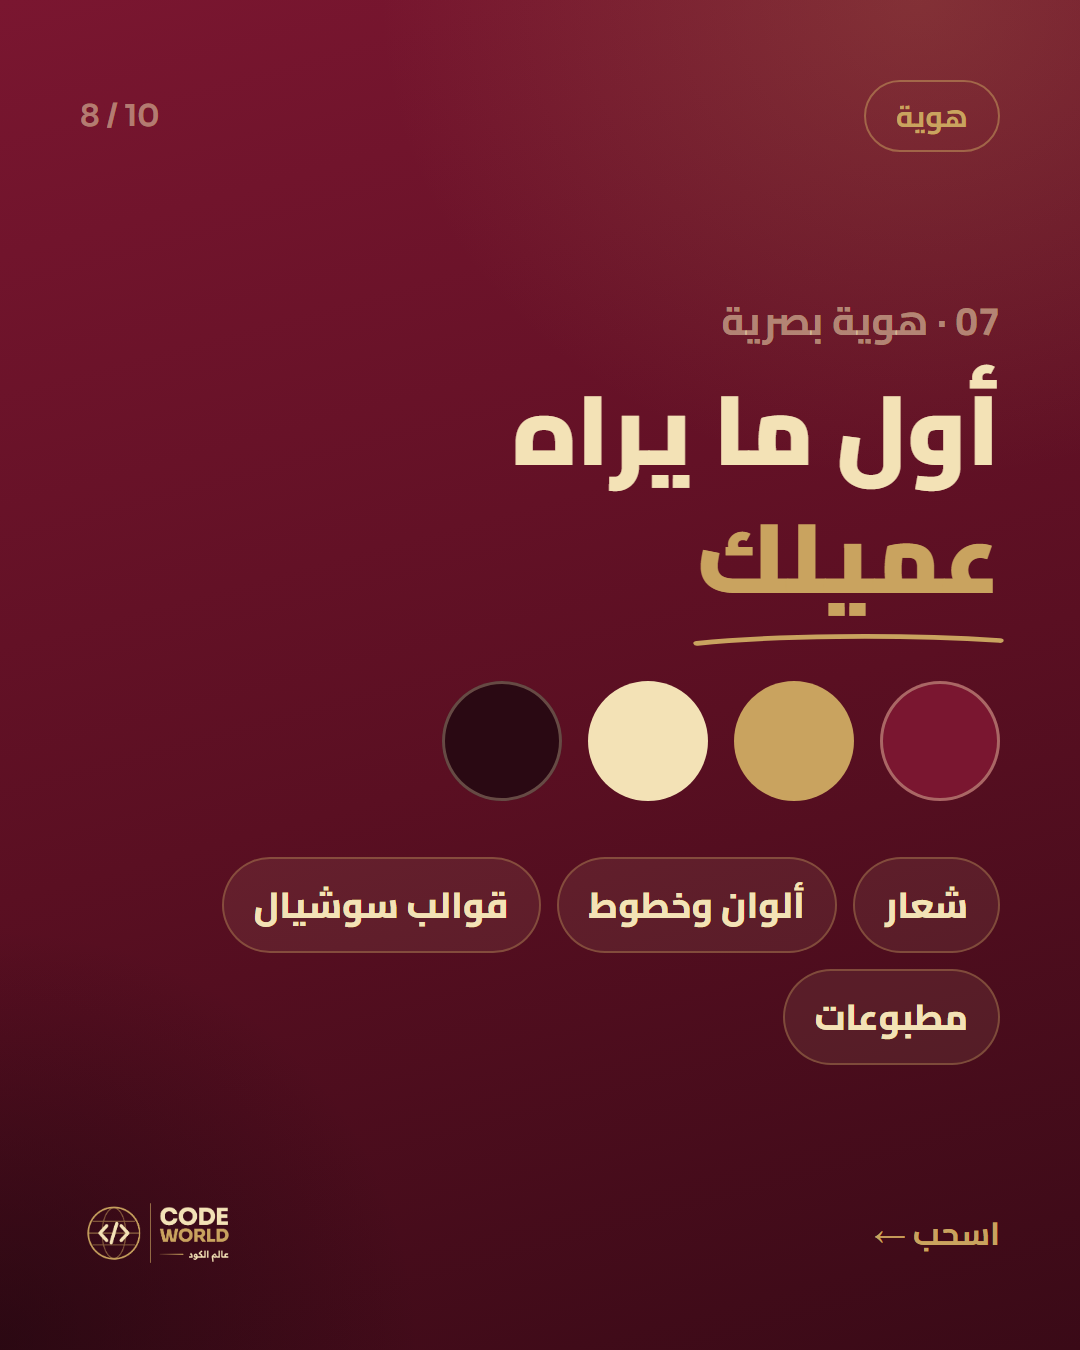 هوية
8 / 10
07 · هوية بصرية
أول ما يراه
عميلك
شعار
ألوان وخطوط
قوالب سوشيال
مطبوعات
اسحب ←
</>
CODE
WORLD
عالم الكود